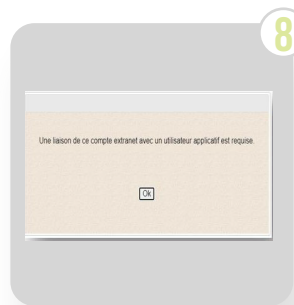 8
Une liaison de ce compte extranet avec un utilisateur applicatif est requise.
Ok